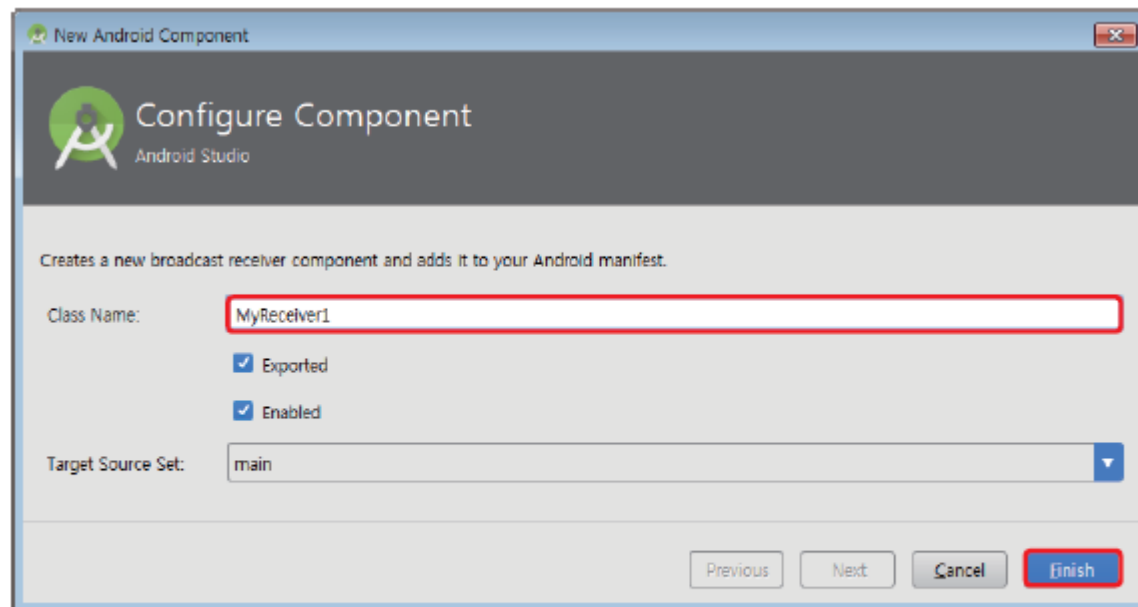 New Android Component
Configure Component
Android Studio
Creates a new broadcast receiver component and adds it to your Android manifest.
Class Name: MyReceiver1
Exported
Enabled
Target Source Set: main
Previous Next Cancel Finish